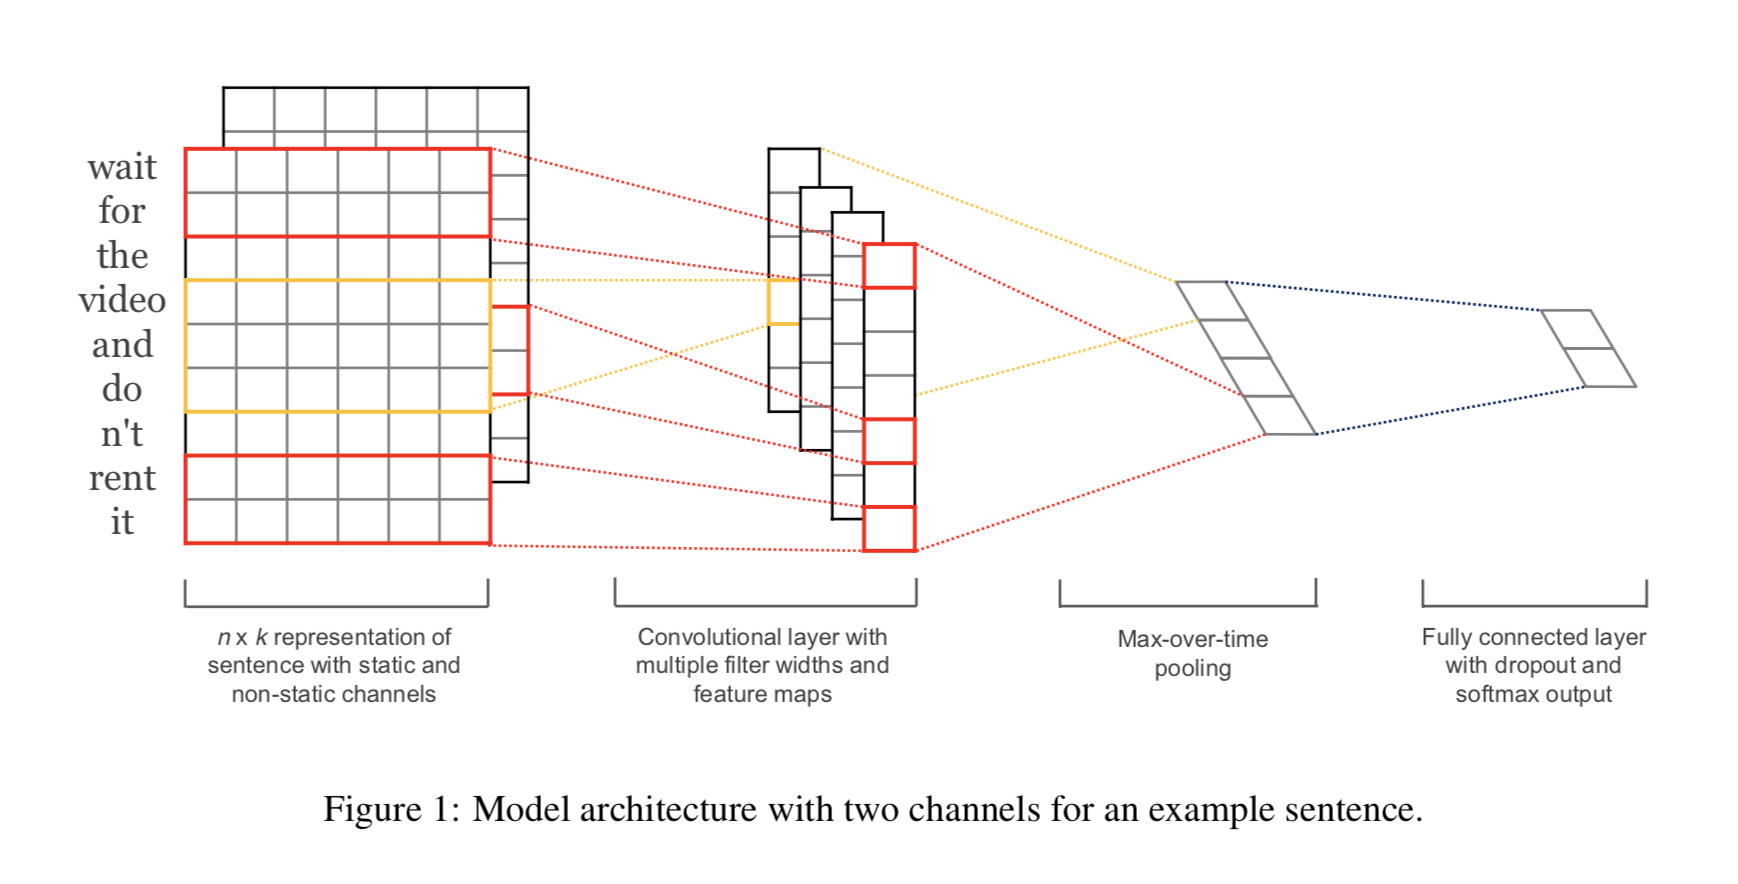 wait
for
the
video
and
do
n't
rent
it
n x k representation of
sentence with static and
non-static channels
Convolutional layer with
multiple filter widths and
feature maps
Max-over-time
pooling
Fully connected layer
with dropout and
softmax output
Figure 1: Model architecture with two channels for an example sentence.